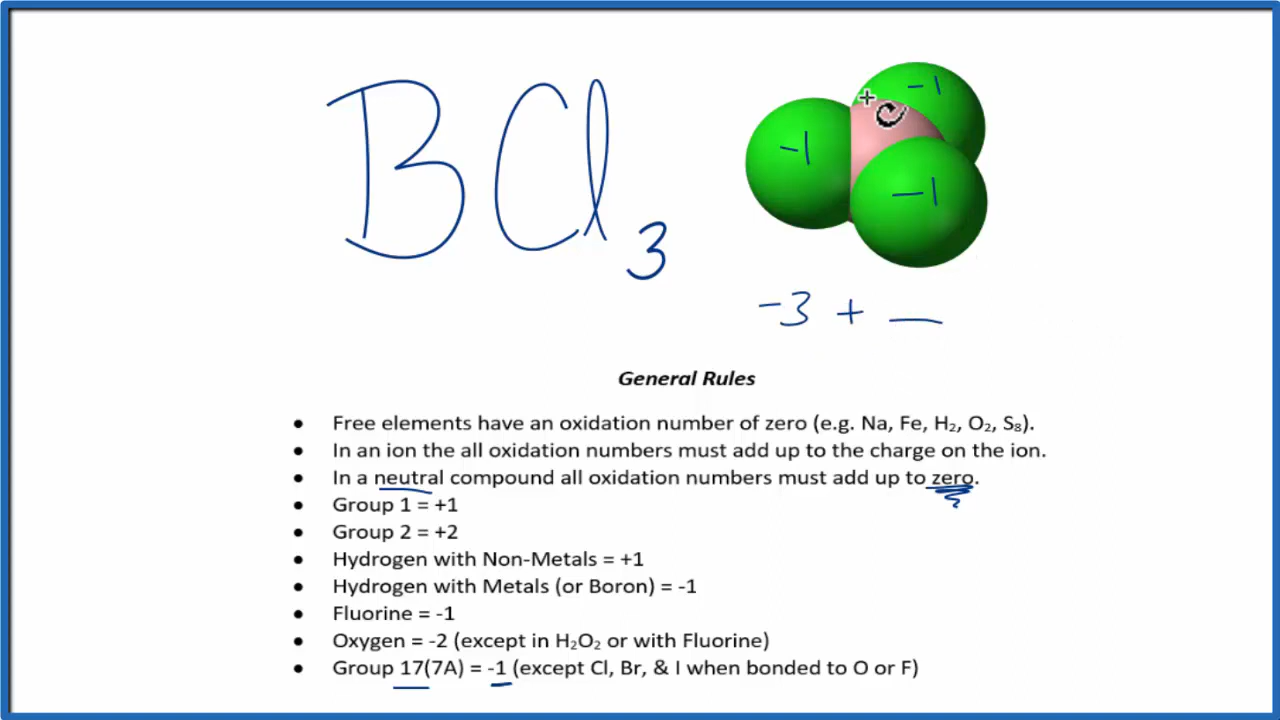 BCl₃
-1
-1
-1
-3 + __
General Rules
• Free elements have an oxidation number of zero (e.g. Na, Fe, H₂, O₂, S₈).
• In an ion the all oxidation numbers must add up to the charge on the ion.
• In a neutral compound all oxidation numbers must add up to zero.
• Group 1 = +1
• Group 2 = +2
• Hydrogen with Non-Metals = +1
• Hydrogen with Metals (or Boron) = -1
• Fluorine = -1
• Oxygen = -2 (except in H₂O₂ or with Fluorine)
• Group 17(7A) = -1 (except Cl, Br, & I when bonded to O or F)